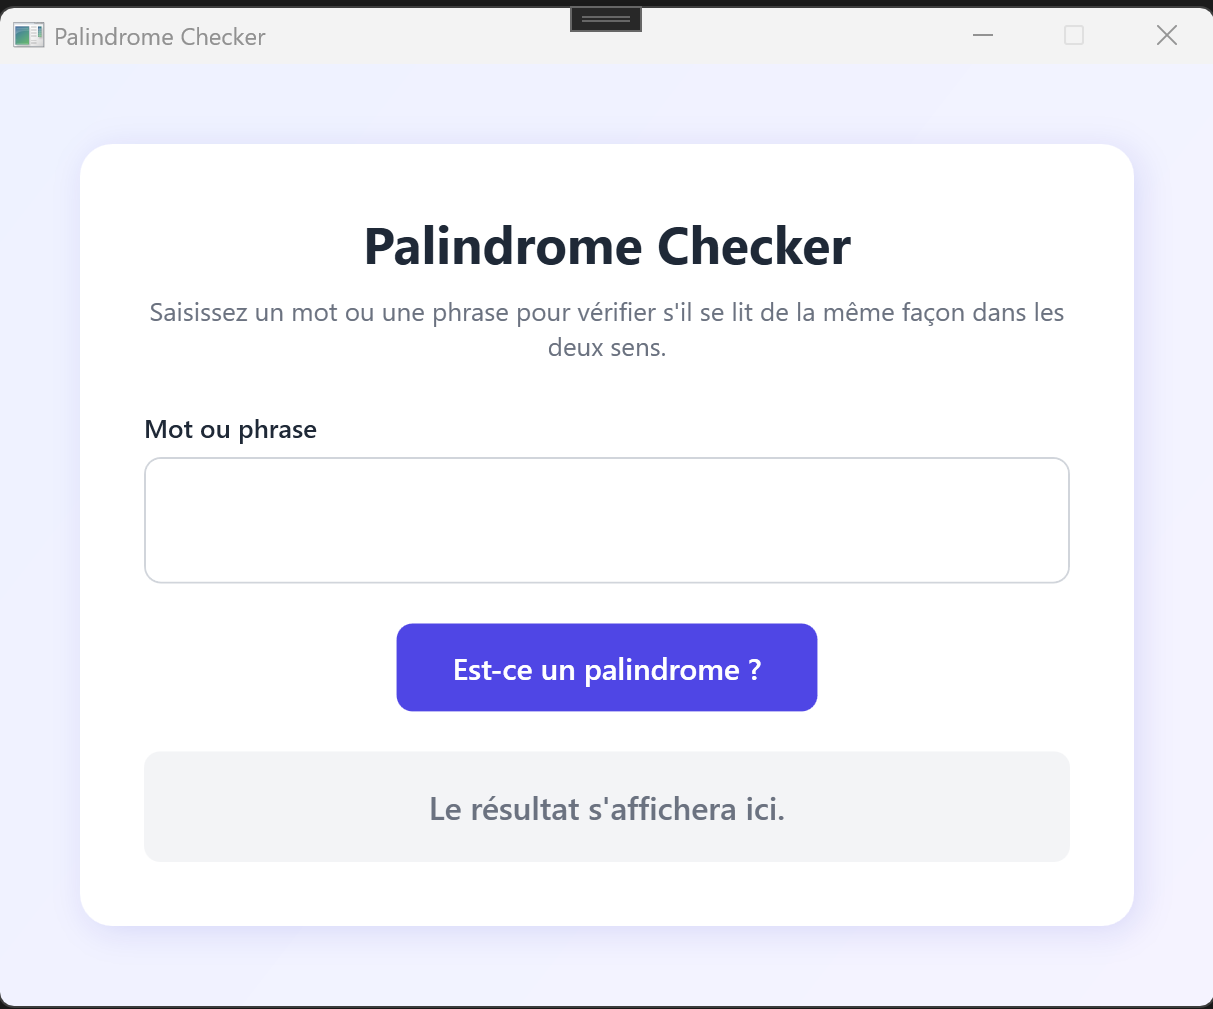 Palindrome Checker
Palindrome Checker
Saisissez un mot ou une phrase pour vérifier s'il se lit de la même façon dans les
deux sens.
Mot ou phrase
Est-ce un palindrome ?
Le résultat s'affichera ici.